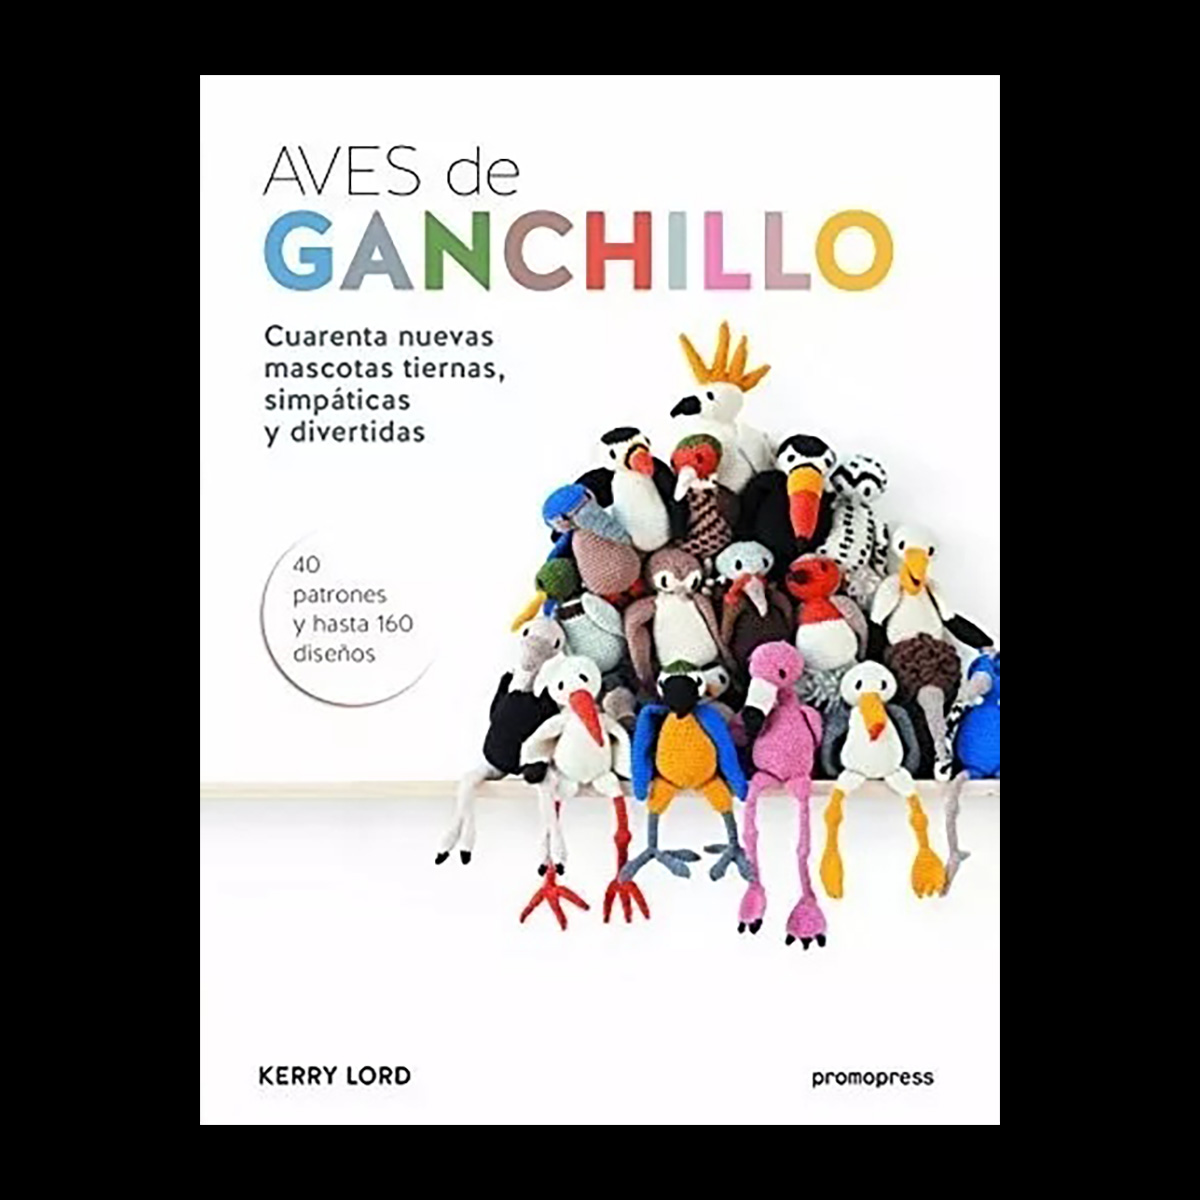 AVES de
GANCHILLO
Cuarenta nuevas
mascotas tiernas,
simpáticas
y divertidas
40
patrones
y hasta 160
diseños
KERRY LORD
promopress